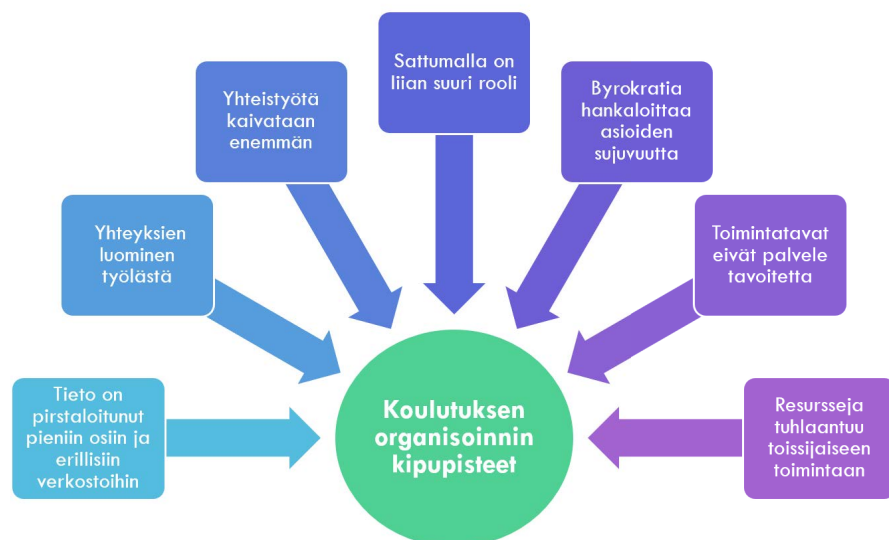 Tieto on
pirstaloitunut
pieniin osiin ja
erillisiin
verkostoihin
Yhteyksien
luominen
työlästä
Yhteistyötä
kaivataan
enemmän
Sattumalla on
liian suuri rooli
Byrokratia
hankaloittaa
asioiden
sujuvuutta
Toimintatavat
eivät palvele
tavoitetta
Resursseja
tuhlaantuu
toissijaiseen
toimintaan
Koulutuksen
organisoinnin
kipupisteet